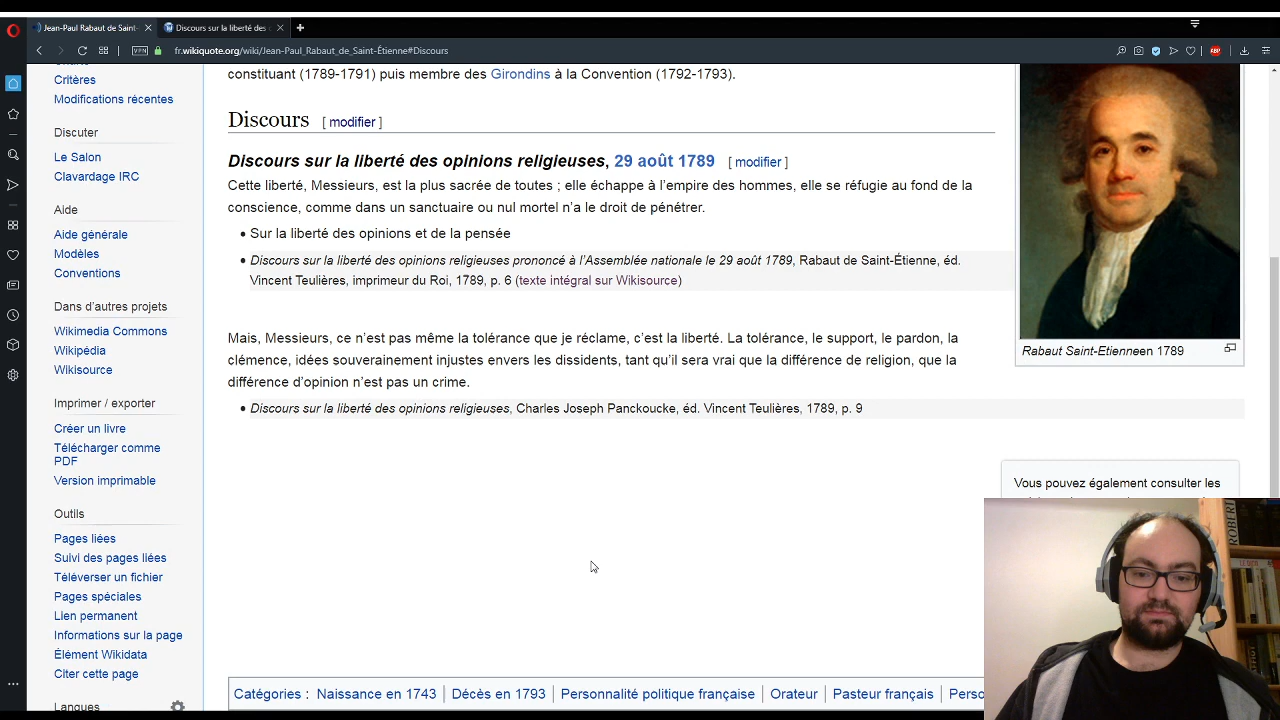 Jean-Paul Rabaut de Saint-
Discours sur la liberté des
VPN
fr.wikiquote.org/wiki/Jean-Paul_Rabaut_de_Saint-Étienne#Discours
ABP
Critères
Modifications récentes
Discuter
Le Salon
Clavardage IRC
Aide
Aide générale
Modèles
Conventions
Dans d’autres projets
Wikimedia Commons
Wikipédia
Wikisource
Imprimer / exporter
Créer un livre
Télécharger comme
PDF
Version imprimable
Outils
Pages liées
Suivi des pages liées
Téléverser un fichier
Pages spéciales
Lien permanent
Informations sur la page
Élément Wikidata
Citer cette page
Langues
constituant (1789-1791) puis membre des Girondins à la Convention (1792-1793).
Discours [ modifier ]
Discours sur la liberté des opinions religieuses, 29 août 1789 [ modifier ]
Cette liberté, Messieurs, est la plus sacrée de toutes ; elle échappe à l’empire des hommes, elle se réfugie au fond de la
conscience, comme dans un sanctuaire ou nul mortel n’a le droit de pénétrer.
• Sur la liberté des opinions et de la pensée
• Discours sur la liberté des opinions religieuses prononcé à l’Assemblée nationale le 29 août 1789, Rabaut de Saint-Étienne, éd.
Vincent Teulières, imprimeur du Roi, 1789, p. 6 (texte intégral sur Wikisource)
Mais, Messieurs, ce n’est pas même la tolérance que je réclame, c’est la liberté. La tolérance, le support, le pardon, la
clémence, idées souverainement injustes envers les dissidents, tant qu’il sera vrai que la différence de religion, que la
différence d’opinion n’est pas un crime.
• Discours sur la liberté des opinions religieuses, Charles Joseph Panckoucke, éd. Vincent Teulières, 1789, p. 9
Rabaut Saint-Etienneen 1789
Vous pouvez également consulter les
Catégories : Naissance en 1743 | Décès en 1793 | Personnalité politique française | Orateur | Pasteur français | Perso